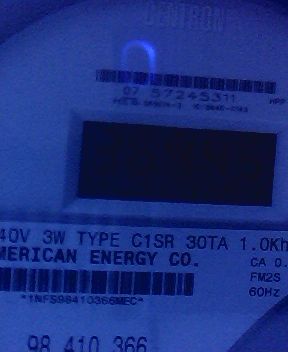 CENTRON
07 57245311
40V 3W TYPE C1SR 30TA 1.0Kh
MERICAN ENERGY CO.
CA 0.
FM2S
60Hz
*1NFS98410366MEC*
98 410 366